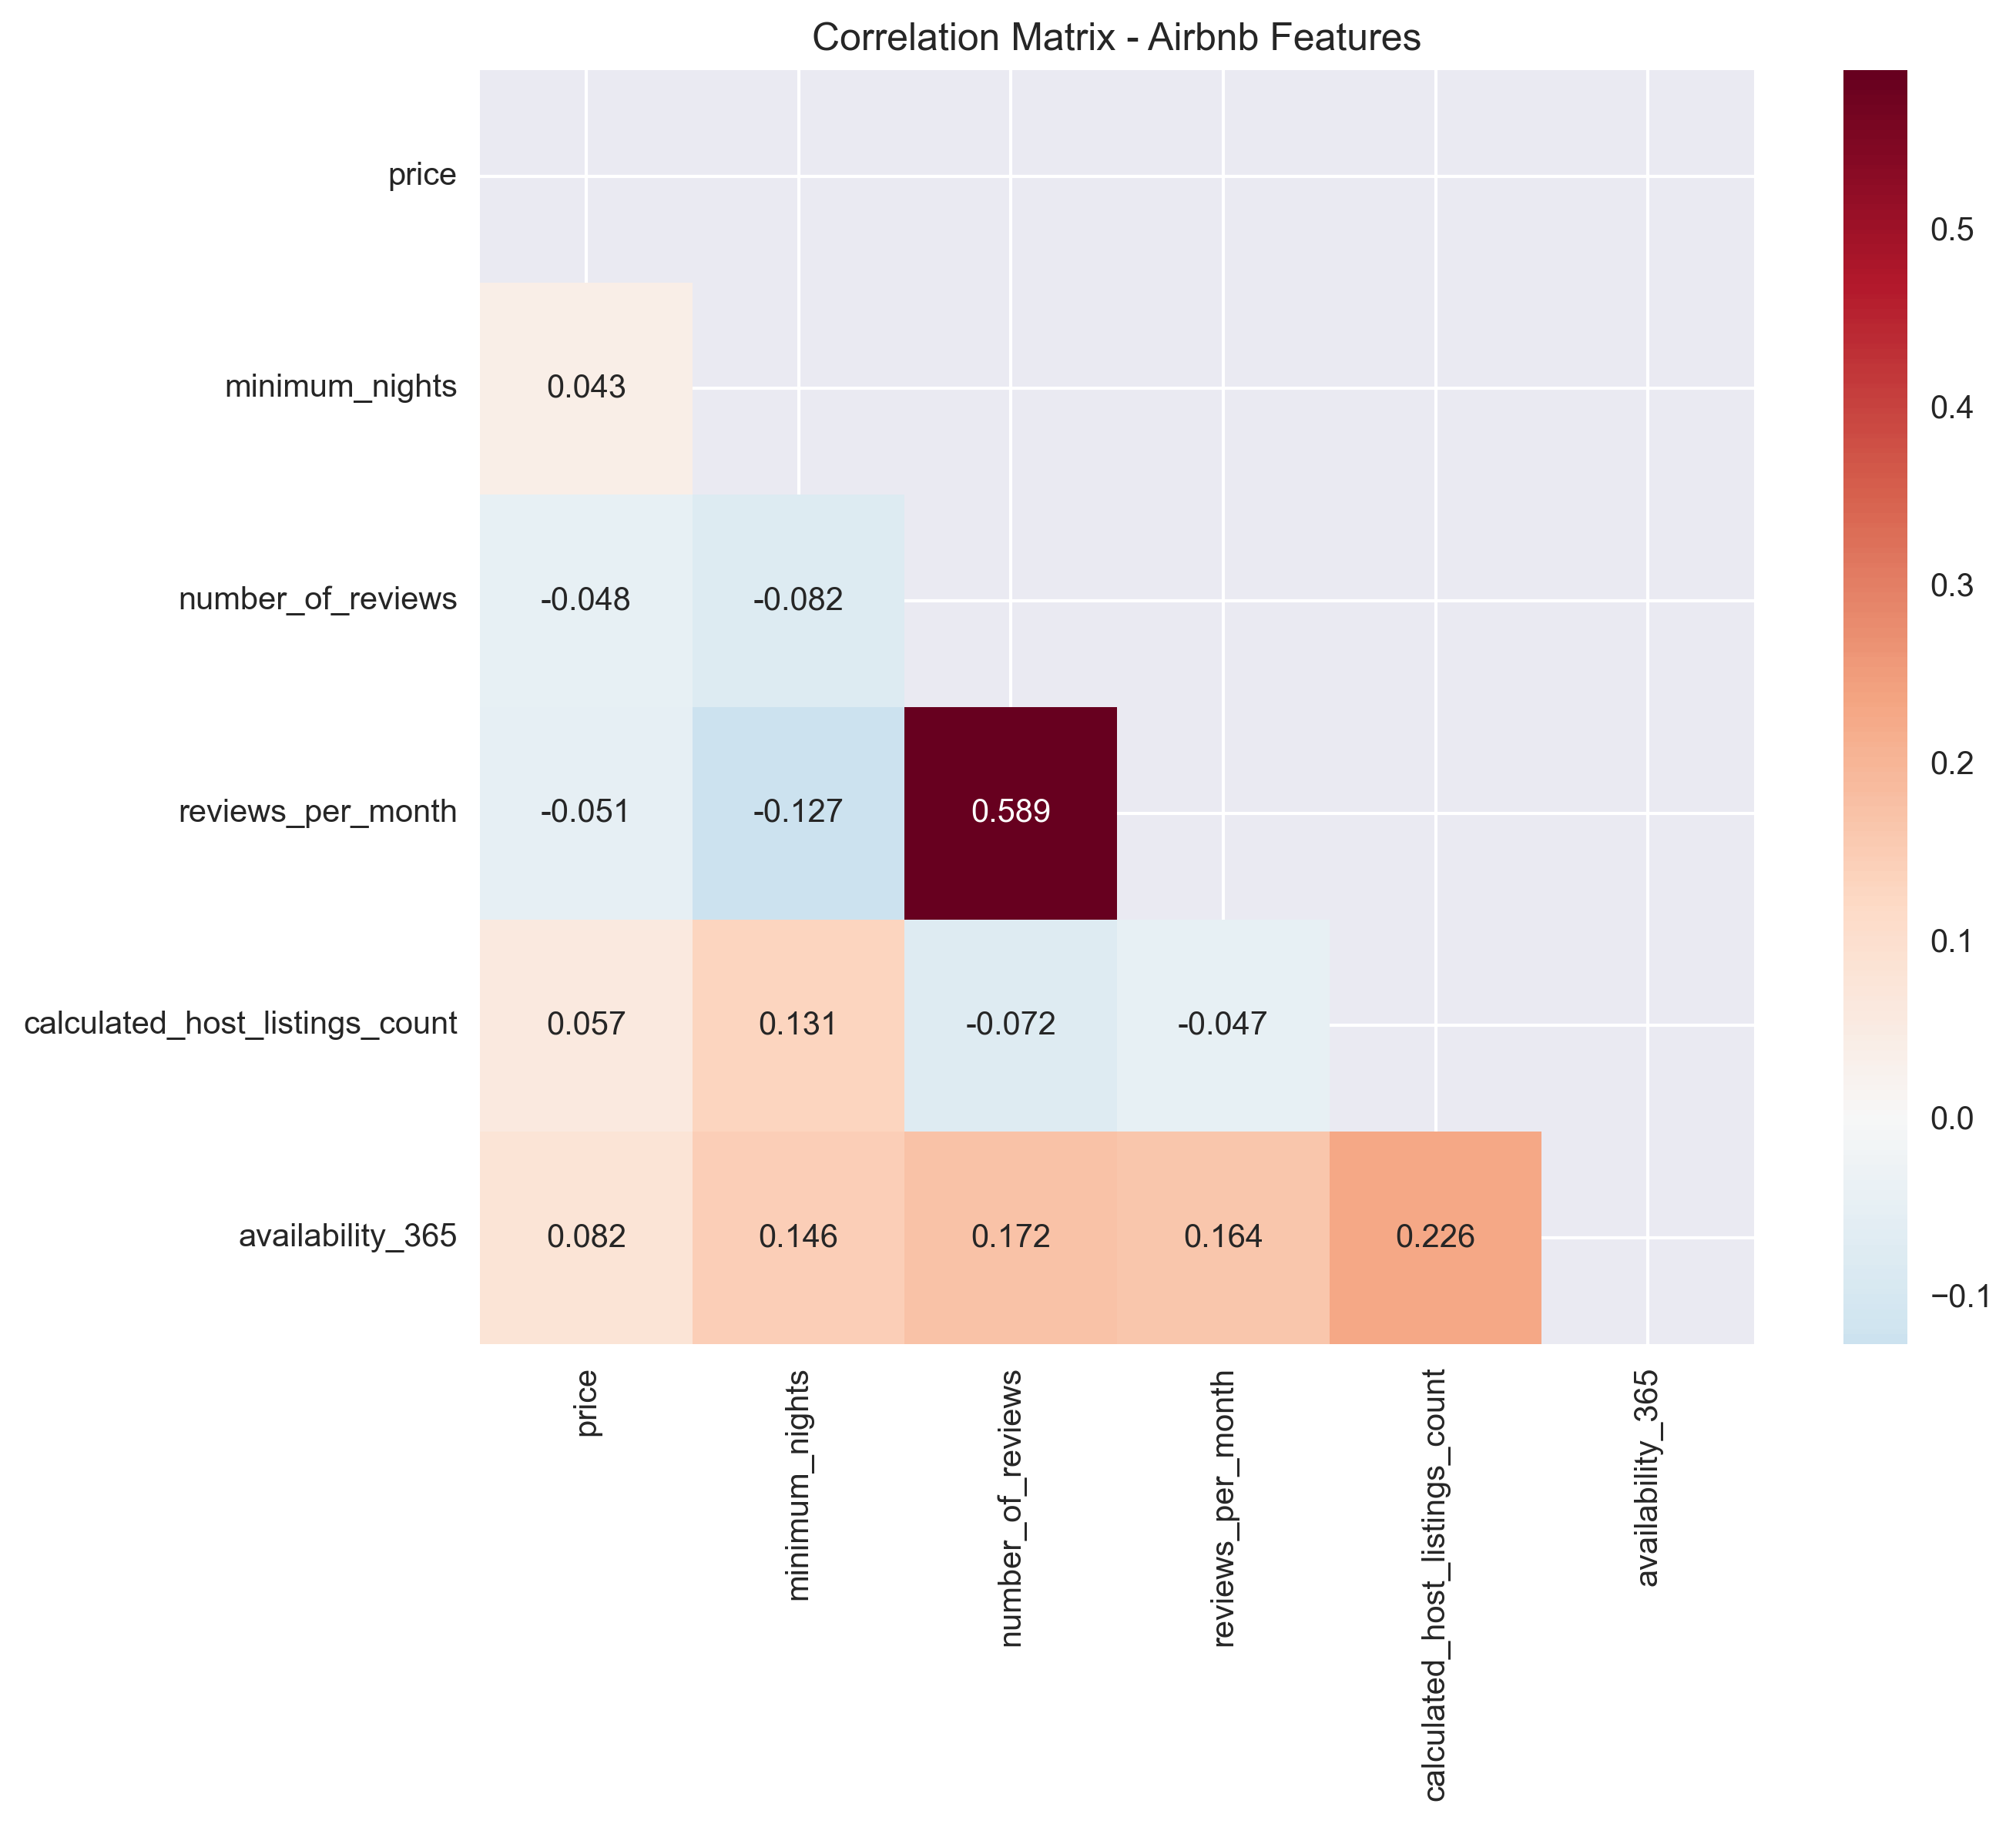 Correlation Matrix - Airbnb Features
price
minimum_nights 0.043
number_of_reviews -0.048 -0.082
reviews_per_month -0.051 -0.127 0.589
calculated_host_listings_count 0.057 0.131 -0.072 -0.047
availability_365 0.082 0.146 0.172 0.164 0.226
price minimum_nights number_of_reviews reviews_per_month calculated_host_listings_count availability_365
0.5
0.4
0.3
0.2
0.1
0.0
−0.1